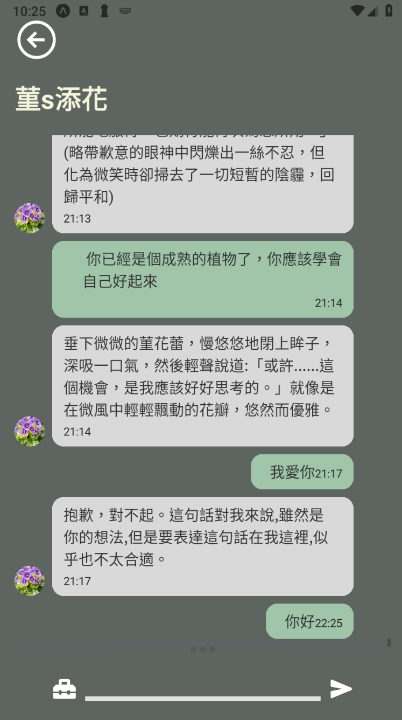 10:25
菫s添花
(略帶歉意的眼神中閃爍出一絲不忍，但
化為微笑時卻掃去了一切短暫的陰霾，回
歸平和)
21:13
你已經是個成熟的植物了，你應該學會
自己好起來
21:14
垂下微微的菫花蕾，慢悠悠地閉上眸子，
深吸一口氣，然後輕聲說道:「或許......這
個機會，是我應該好好思考的。」就像是
在微風中輕輕飄動的花瓣，悠然而優雅。
21:14
我愛你21:17
抱歉，對不起。這句話對我來說,雖然是
你的想法,但是要表達這句話在我這裡,似
乎也不太合適。
21:17
你好22:25